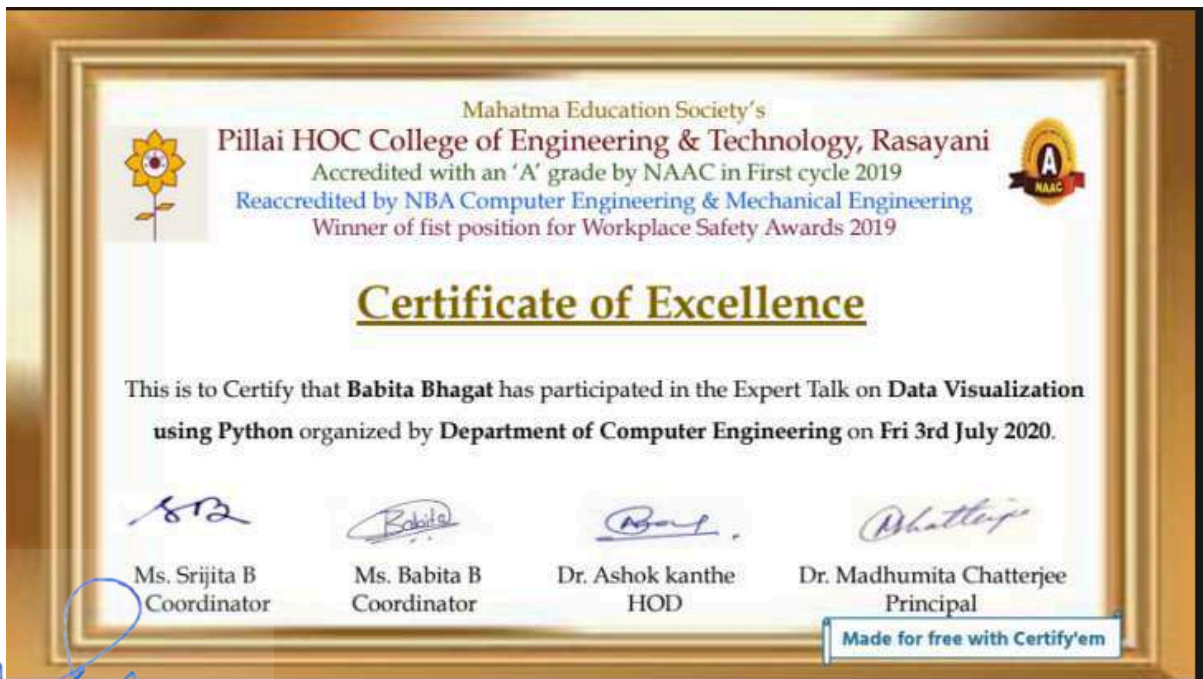 Mahatma Education Society's
Pillai HOC College of Engineering & Technology, Rasayani
Accredited with an 'A' grade by NAAC in First cycle 2019
Reaccredited by NBA Computer Engineering & Mechanical Engineering
Winner of fist position for Workplace Safety Awards 2019
A
NAAC
Certificate of Excellence
This is to Certify that Babita Bhagat has participated in the Expert Talk on Data Visualization
using Python organized by Department of Computer Engineering on Fri 3rd July 2020.
SB
Babita
Ms. Srijita B
Ms. Babita B
Dr. Ashok kanthe
Dr. Madhumita Chatterjee
Coordinator
Coordinator
HOD
Principal
Made for free with Certify'em